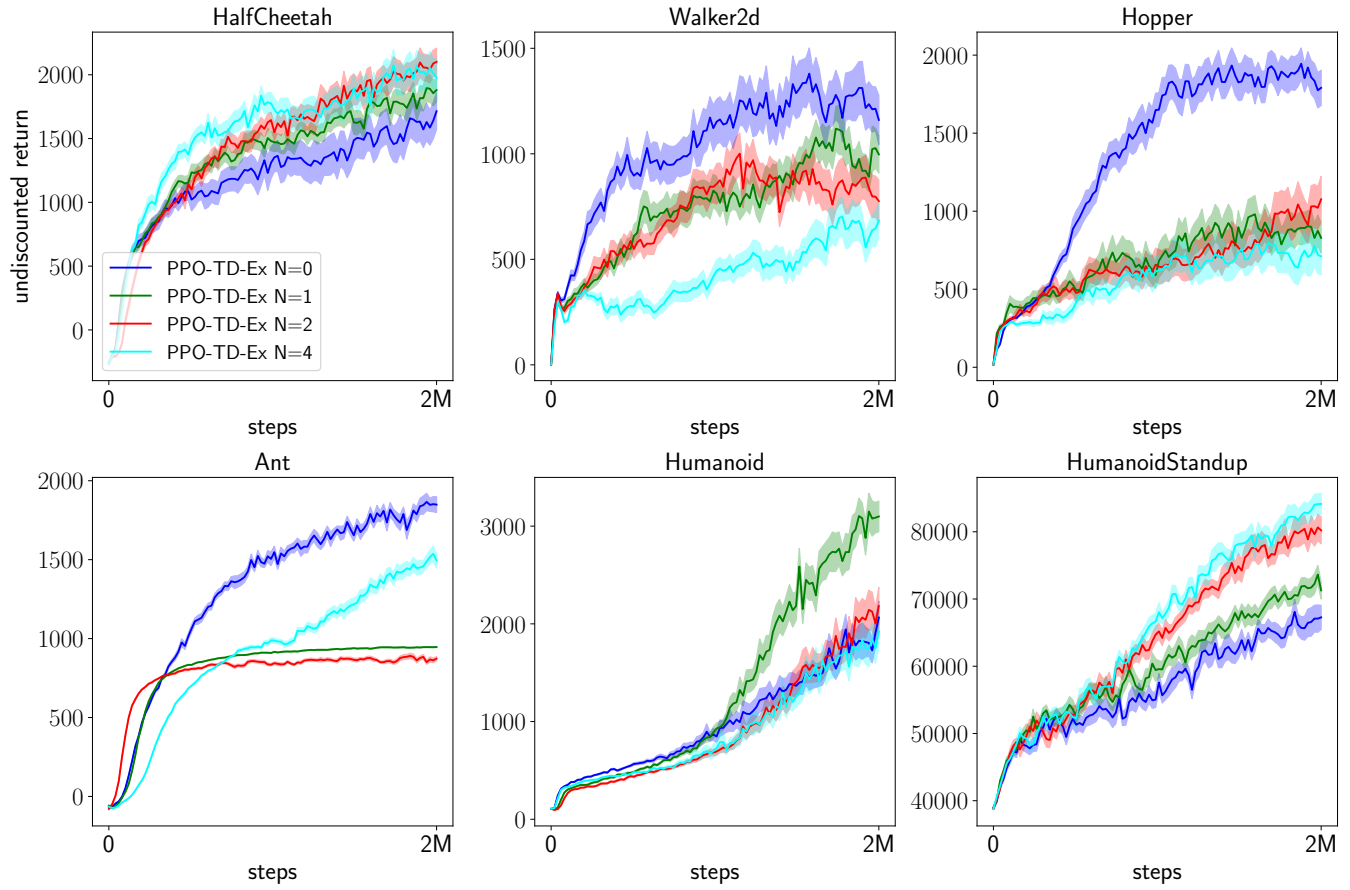 HalfCheetah
Walker2d
Hopper
undiscounted return
2000
1500
1000
500
0
PPO-TD-Ex N=0
PPO-TD-Ex N=1
PPO-TD-Ex N=2
PPO-TD-Ex N=4
0
2M
steps
1500
1000
500
0
0
2M
steps
2000
1500
1000
500
0
0
2M
steps
Ant
Humanoid
HumanoidStandup
2000
1500
1000
500
0
0
2M
steps
3000
2000
1000
0
0
2M
steps
80000
70000
60000
50000
40000
0
2M
steps